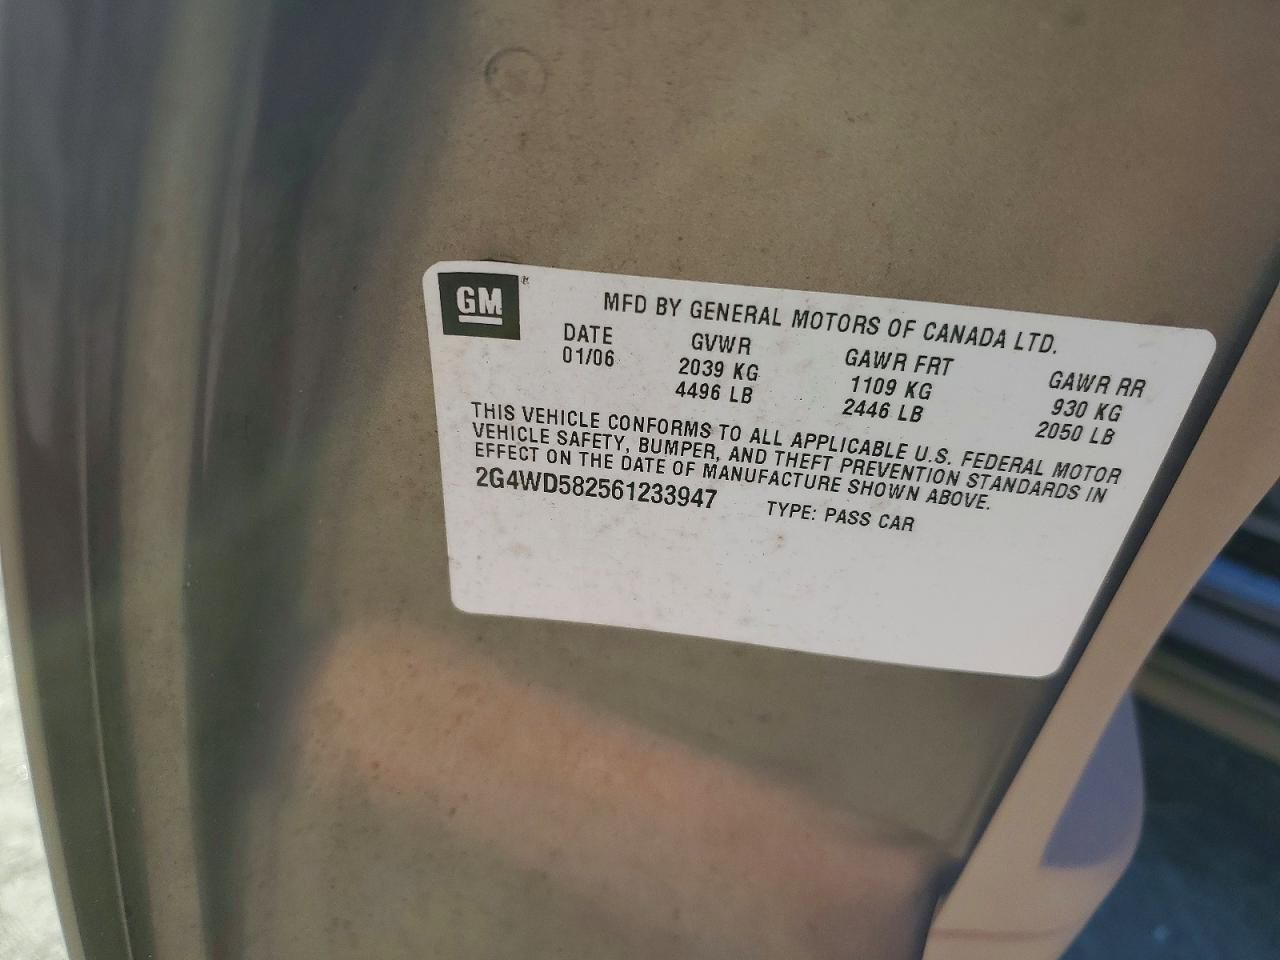 GM ®
MFD BY GENERAL MOTORS OF CANADA LTD.
DATE GVWR GAWR FRT GAWR RR
01/06 2039 KG 1109 KG 930 KG
4496 LB 2446 LB 2050 LB
THIS VEHICLE CONFORMS TO ALL APPLICABLE U.S. FEDERAL MOTOR
VEHICLE SAFETY, BUMPER, AND THEFT PREVENTION STANDARDS IN
EFFECT ON THE DATE OF MANUFACTURE SHOWN ABOVE.
2G4WD582561233947 TYPE: PASS CAR